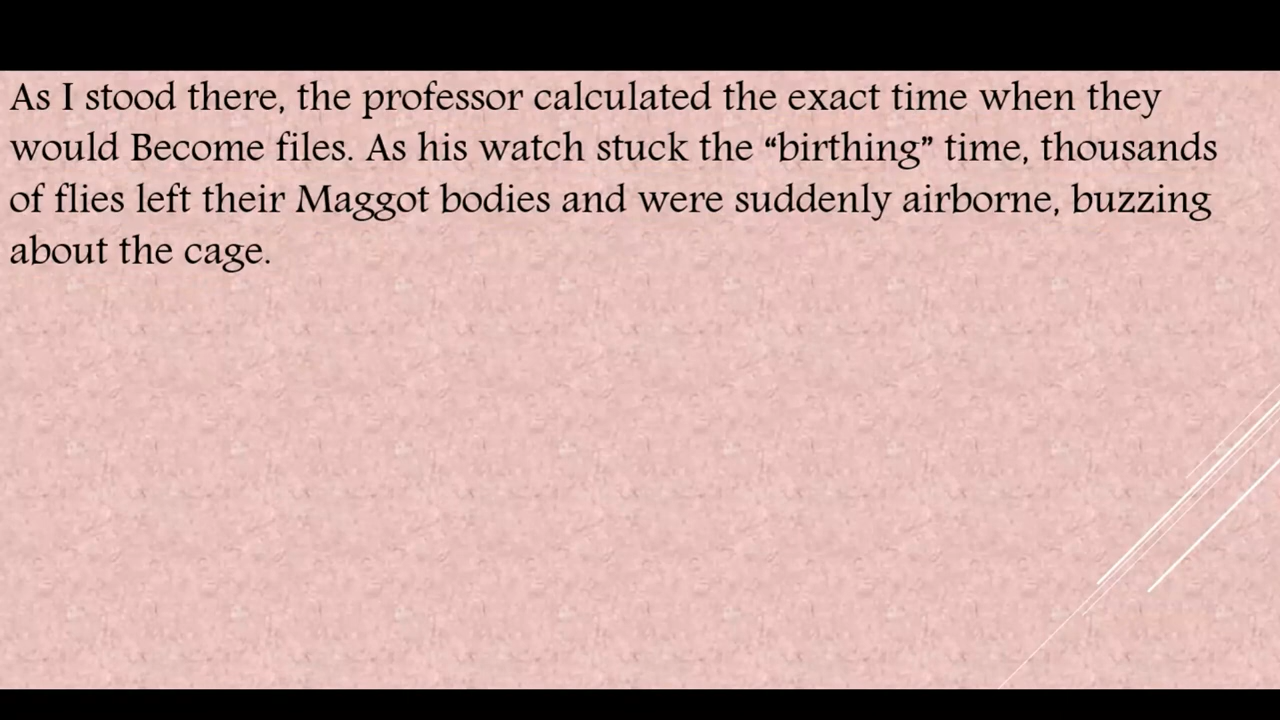 As I stood there, the professor calculated the exact time when they
would Become files. As his watch stuck the “birthing” time, thousands
of flies left their Maggot bodies and were suddenly airborne, buzzing
about the cage.